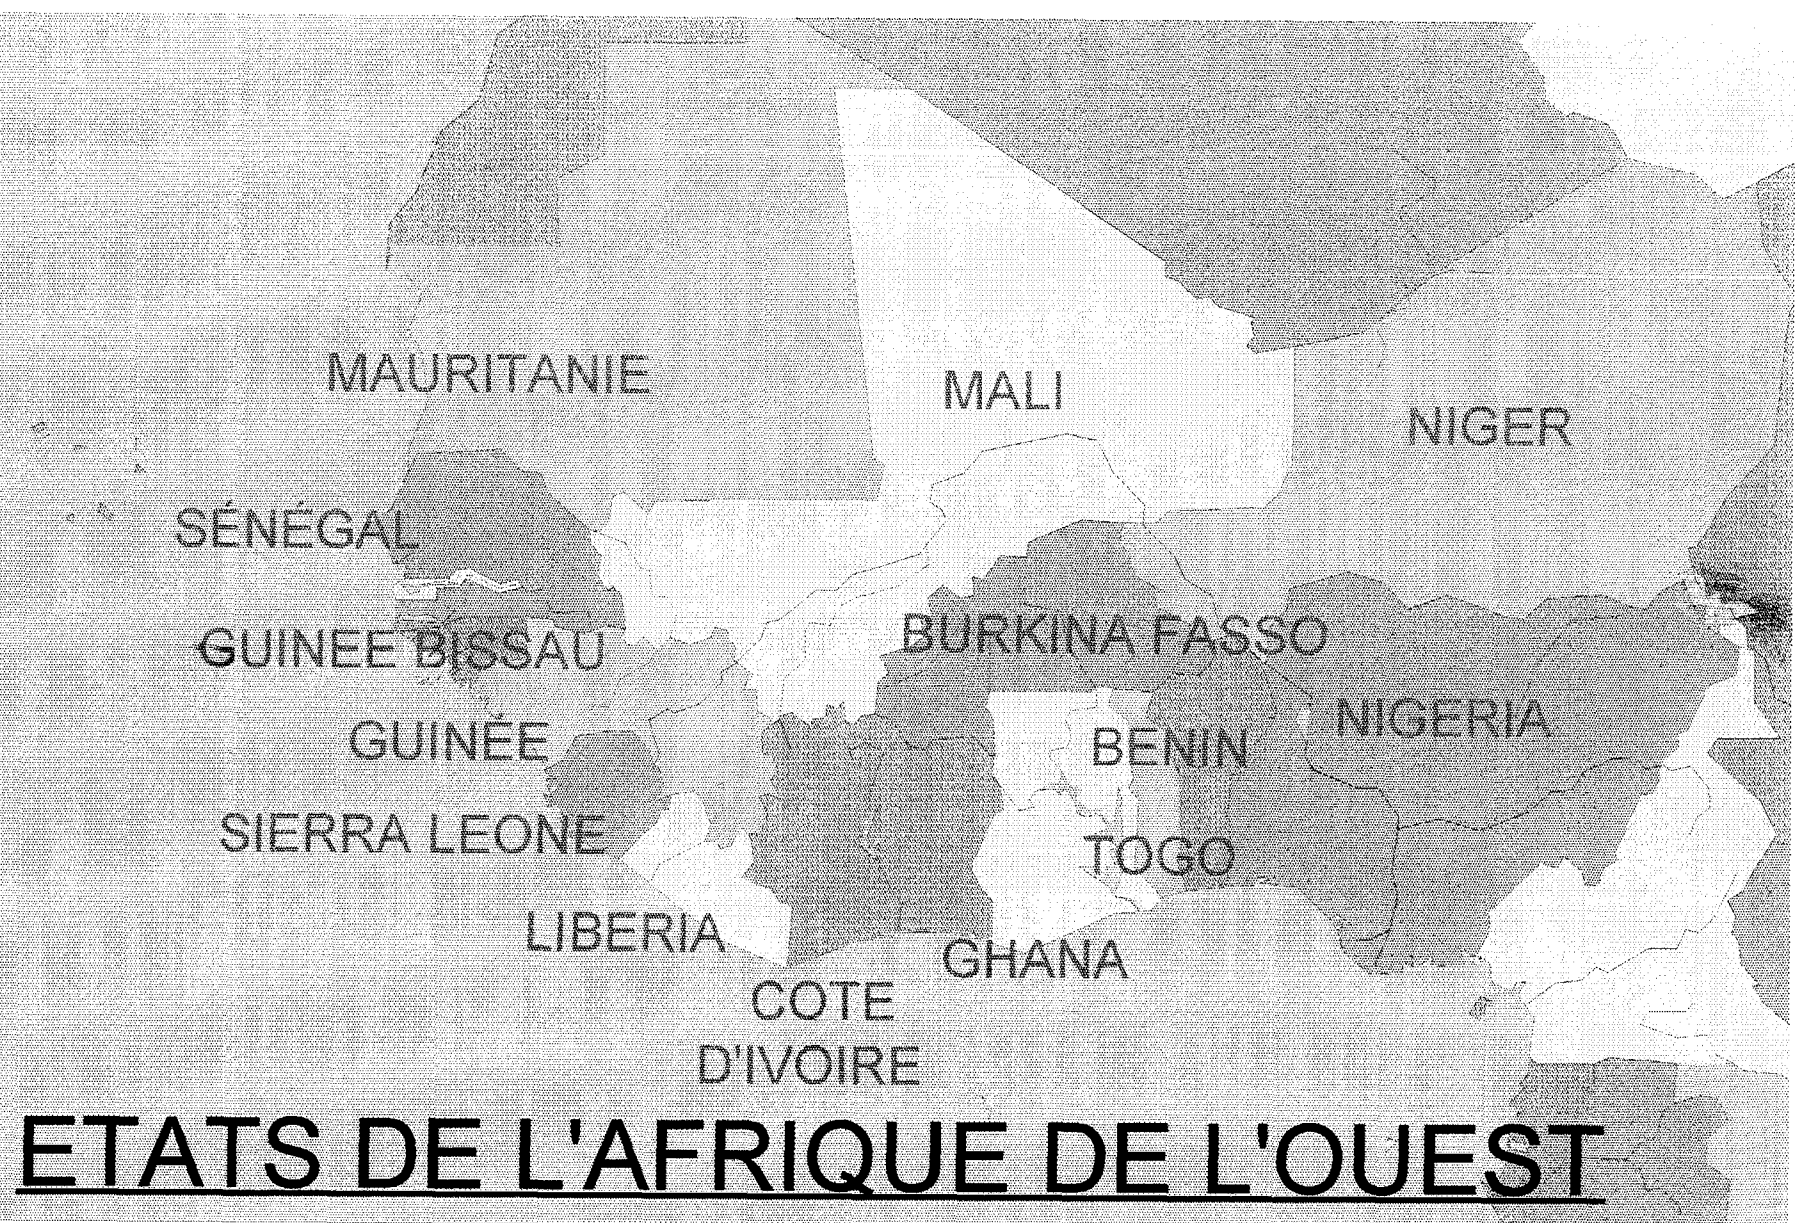 MAURITANIE
MALI
NIGER
SÉNÉGAL
GUINEE BISSAU
BURKINA FASSO
GUINÉE
NIGERIA
BENIN
SIERRA LEONE
TOGO
LIBERIA
GHANA
COTE
D'IVOIRE
ETATS DE L'AFRIQUE DE L'OUEST